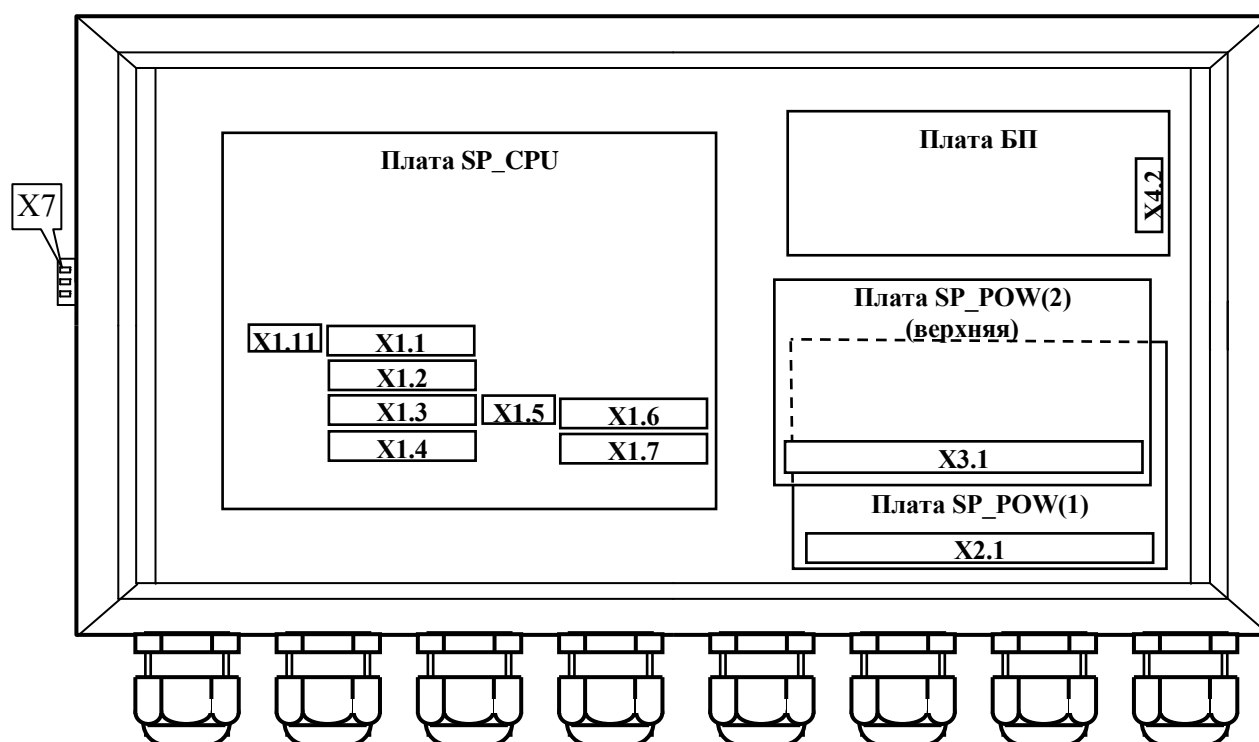 Плата SP_CPU
Плата БП
X4.2
X7
Плата SP_POW(2)
(верхняя)
X1.11
X1.1
X1.2
X1.3
X1.5
X1.6
X1.4
X1.7
X3.1
Плата SP_POW(1)
X2.1